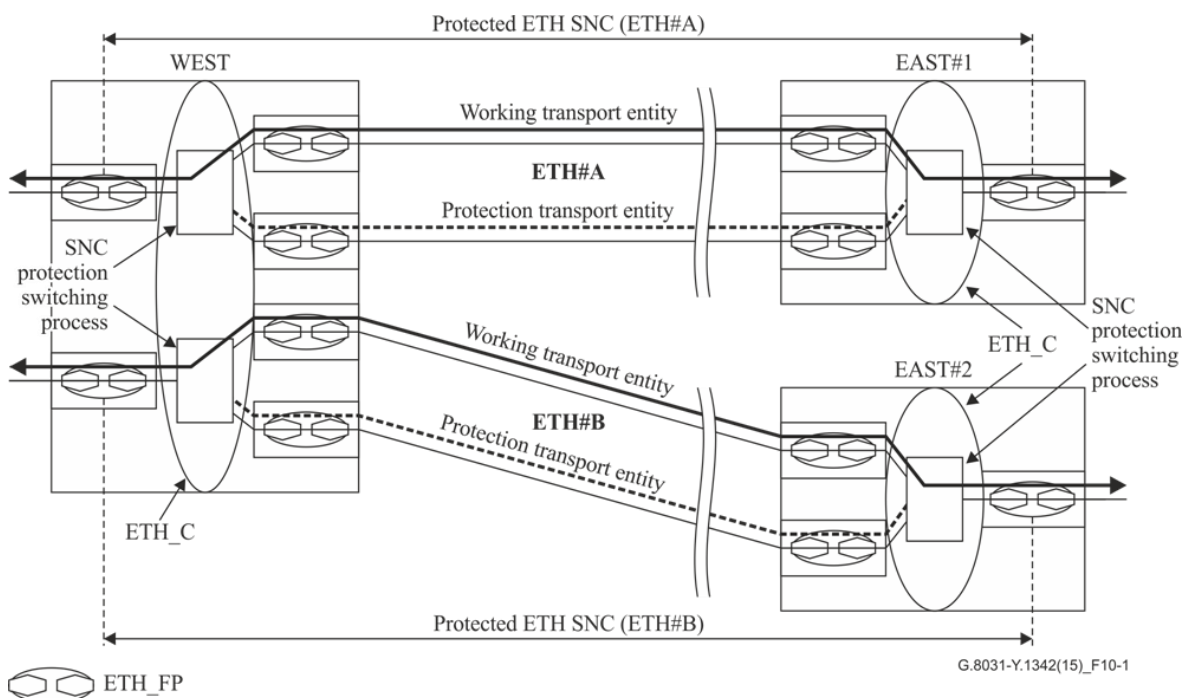 Protected ETH SNC (ETH#A)
WEST
EAST#1
Working transport entity
ETH#A
Protection transport entity
SNC
protection
switching
process
SNC
protection
switching
process
ETH_C
EAST#2
Working transport entity
ETH#B
Protection transport entity
ETH_C
Protected ETH SNC (ETH#B)
G.8031-Y.1342(15)_F10-1
ETH_FP